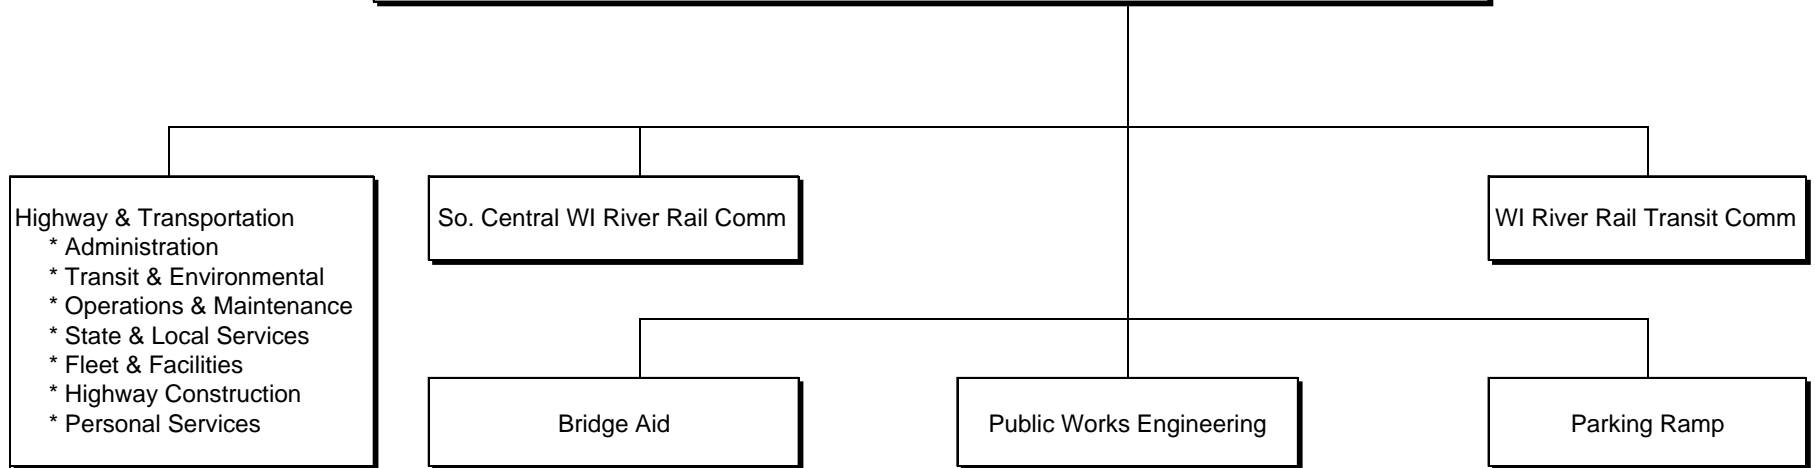 Highway & Transportation
* Administration
* Transit & Environmental
* Operations & Maintenance
* State & Local Services
* Fleet & Facilities
* Highway Construction
* Personal Services
So. Central WI River Rail Comm
WI River Rail Transit Comm
Bridge Aid
Public Works Engineering
Parking Ramp